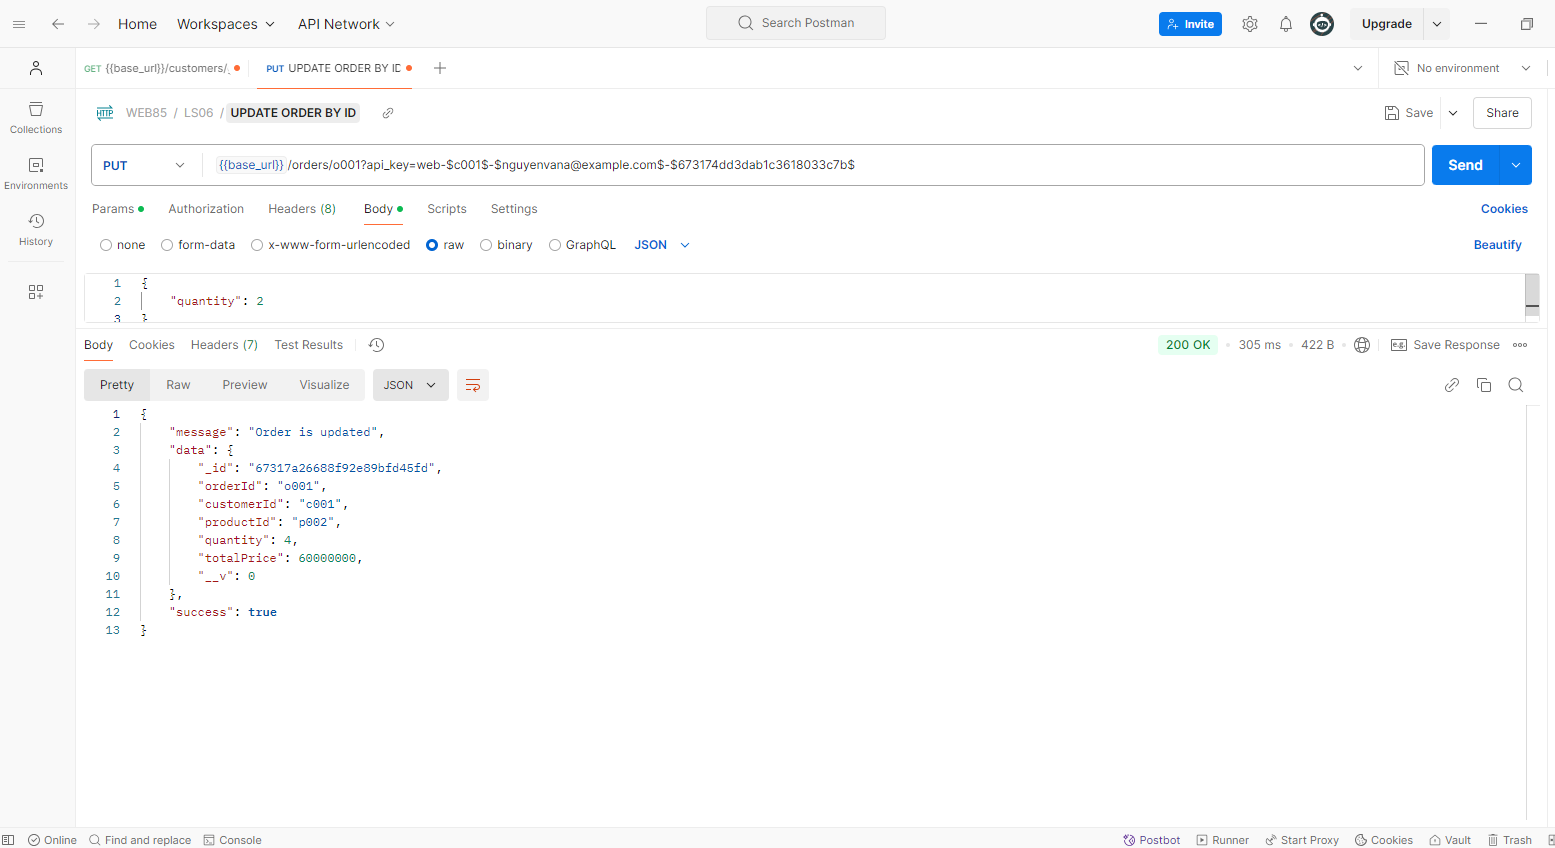 Home Workspaces API Network Search Postman Invite Upgrade
GET {{base_url}}/customers/ PUT UPDATE ORDER BY ID No environment
HTTP WEB85 / LS06 / UPDATE ORDER BY ID Save Share
Collections
PUT {{base_url}} /orders/o001?api_key=web-$c001$-$nguyenvana@example.com$-$673174dd3dab1c3618033c7b$ Send
Environments
Params Authorization Headers (8) Body Scripts Settings Cookies
History
none form-data x-www-form-urlencoded raw binary GraphQL JSON Beautify
1 {
2 "quantity": 2
3 }
Body Cookies Headers (7) Test Results 200 OK 305 ms 422 B e.g. Save Response
Pretty Raw Preview Visualize JSON
1 {
2 "message": "Order is updated",
3 "data": {
4 "_id": "67317a26688f92e89bfd45fd",
5 "orderId": "o001",
6 "customerId": "c001",
7 "productId": "p002",
8 "quantity": 4,
9 "totalPrice": 60000000,
10 "__v": 0
11 },
12 "success": true
13 }
Online Find and replace Console Postbot Runner Start Proxy Cookies Vault Trash